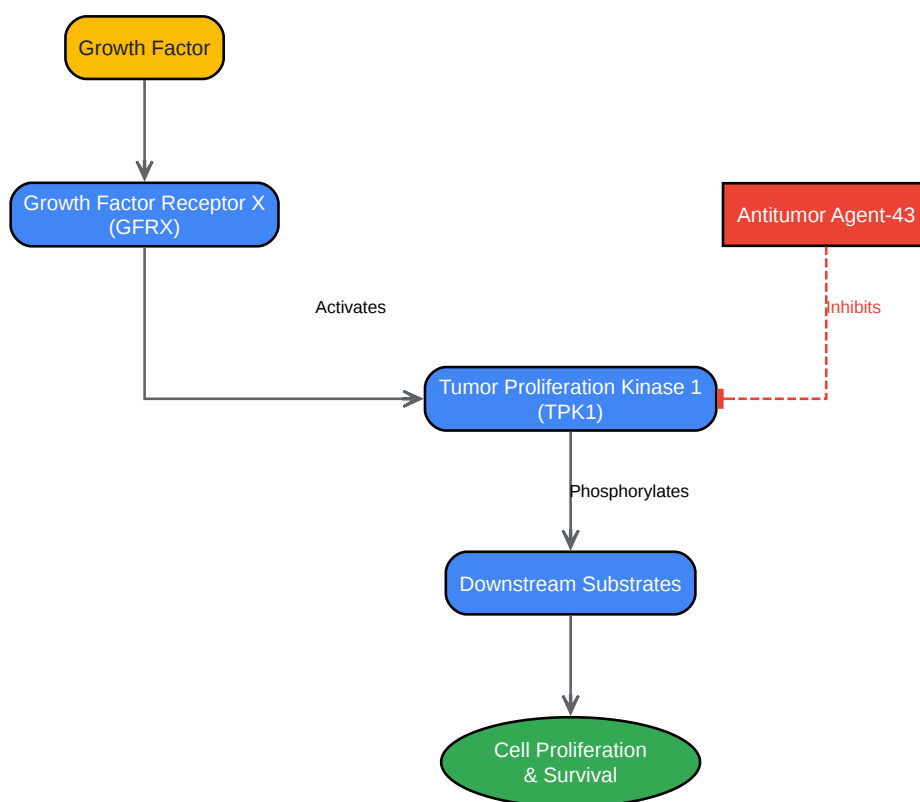 Growth Factor
Growth Factor Receptor X
(GFRX)
Antitumor Agent-43
Activates
Inhibits
Tumor Proliferation Kinase 1
(TPK1)
Phosphorylates
Downstream Substrates
Cell Proliferation
& Survival